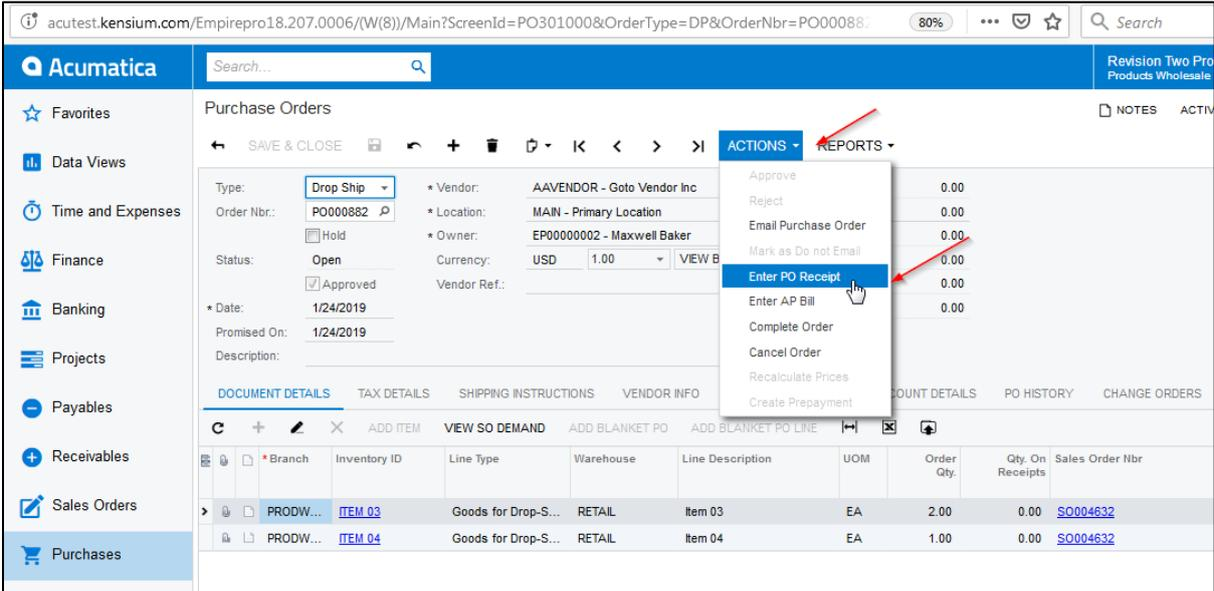 acutest.kensium.com/Empirepro18.207.0006/(W(8))/Main?ScreenId=PO301000&OrderType=DP&OrderNbr=PO000882 80% Search
Acumatica Search... Revision Two Pro
Products Wholesale
Favorites Purchase Orders NOTES ACTIV
SAVE & CLOSE ACTIONS REPORTS
Data Views Approve
Type: Drop Ship * Vendor: AAVENDOR - Goto Vendor Inc 0.00
Reject
Time and Expenses Order Nbr.: PO000882 * Location: MAIN - Primary Location 0.00
Email Purchase Order
Hold * Owner: EP00000002 - Maxwell Baker 0.00
Mark as Do not Email
Finance Status: Open Currency: USD 1.00 VIEW B 0.00
Enter PO Receipt
Approved Vendor Ref.: 0.00
Enter AP Bill
Banking * Date: 1/24/2019 0.00
Complete Order
Promised On: 1/24/2019
Cancel Order
Projects Description:
Recalculate Prices
DOCUMENT DETAILS TAX DETAILS SHIPPING INSTRUCTIONS VENDOR INFO OUNT DETAILS PO HISTORY CHANGE ORDERS
Create Prepayment
Payables
ADD ITEM VIEW SO DEMAND ADD BLANKET PO ADD BLANKET PO LINE
Receivables * Branch Inventory ID Line Type Warehouse Line Description UOM Order Qty. Qty. On Receipts Sales Order Nbr
Sales Orders PRODW... ITEM 03 Goods for Drop-S... RETAIL Item 03 EA 2.00 0.00 SO004632
PRODW... ITEM 04 Goods for Drop-S... RETAIL Item 04 EA 1.00 0.00 SO004632
Purchases